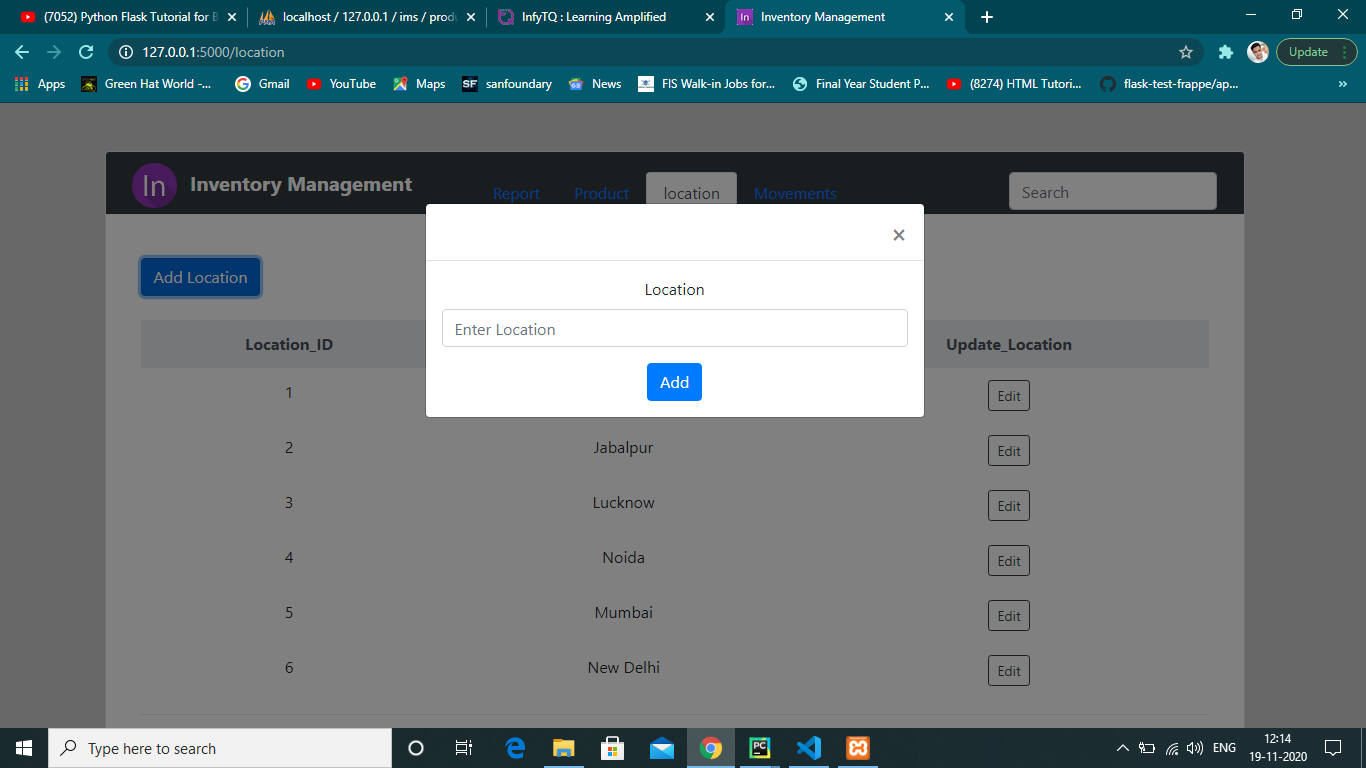 (7052) Python Flask Tutorial for B
localhost / 127.0.0.1 / ims / produ
InfyTQ : Learning Amplified
In Inventory Management
127.0.0.1:5000/location
Update
Apps
Green Hat World -...
Gmail
YouTube
Maps
SF sanfoundary
News
FIS Walk-in Jobs for...
Final Year Student P...
(8274) HTML Tutori...
flask-test-frappe/ap...
»
In Inventory Management
Report
Product
location
Movements
Search
×
Add Location
Location
Enter Location
Add
Location_ID
Update_Location
1 Edit
2 Jabalpur Edit
3 Lucknow Edit
4 Noida Edit
5 Mumbai Edit
6 New Delhi Edit
Type here to search
PC
ENG
12:14
19-11-2020